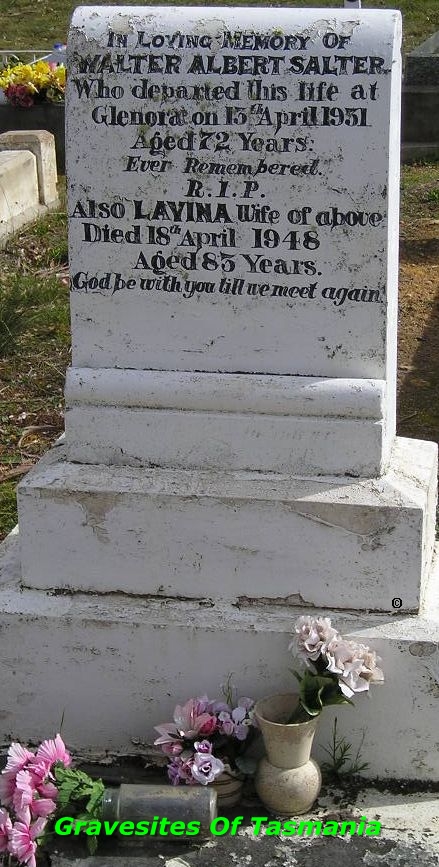 In Loving Memory Of
WALTER ALBERT SALTER
Who departed this life at
Glenora on 13th April 1931
Aged 72 Years.
Ever Remembered.
R.I.P.
Also LAVINA Wife of above
Died 18th April 1948
Aged 83 Years.
God be with you till we meet again.
©
Gravesites Of Tasmania